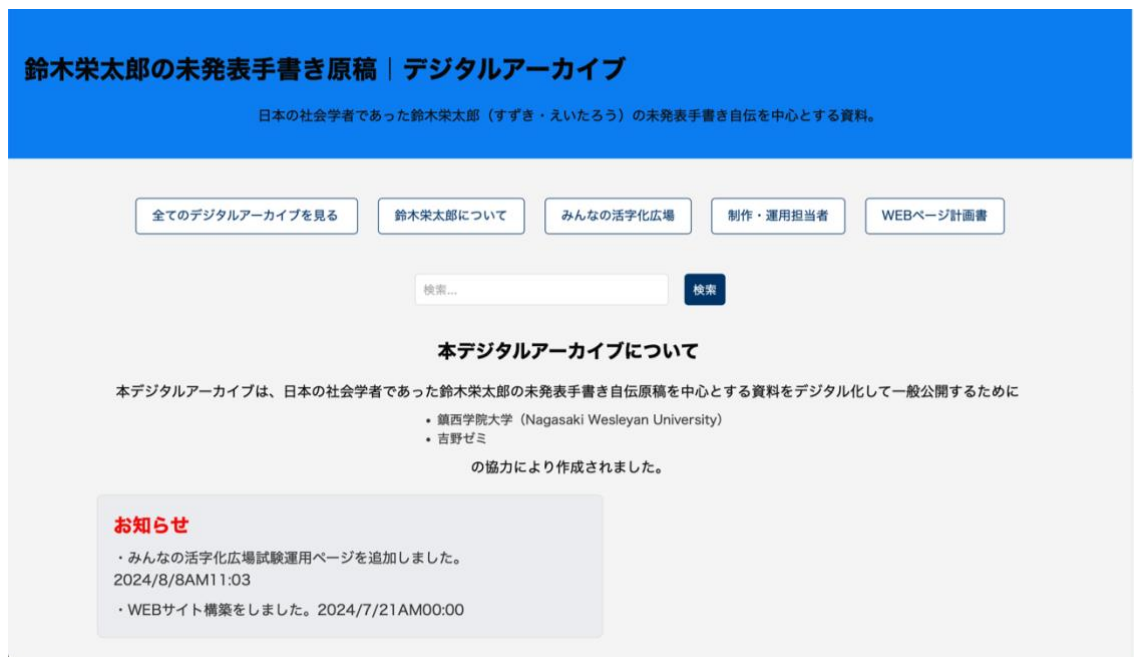 鈴木栄太郎の未発表手書き原稿｜デジタルアーカイブ
日本の社会学者であった鈴木栄太郎（すずき・えいたろう）の未発表手書き自伝を中心とする資料。
全てのデジタルアーカイブを見る
鈴木栄太郎について
みんなの活字化広場
制作・運用担当者
WEBページ計画書
検索...
検索
本デジタルアーカイブについて
本デジタルアーカイブは、日本の社会学者であった鈴木栄太郎の未発表手書き自伝原稿を中心とする資料をデジタル化して一般公開するために
• 鎮西学院大学（Nagasaki Wesleyan University）
• 吉野ゼミ
の協力により作成されました。
お知らせ
・みんなの活字化広場試験運用ページを追加しました。
2024/8/8AM11:03
・WEBサイト構築をしました。2024/7/21AM00:00